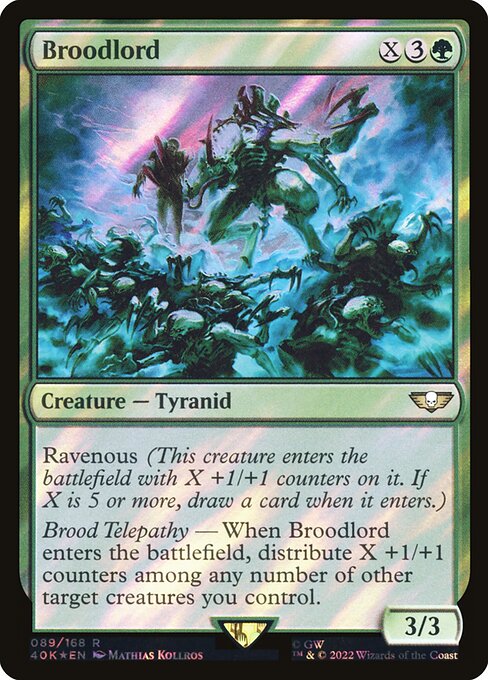 Broodlord X 3
Creature — Tyranid
Ravenous (This creature enters the
battlefield with X +1/+1 counters on it. If
X is 5 or more, draw a card when it enters.)
Brood Telepathy — When Broodlord
enters the battlefield, distribute X +1/+1
counters among any number of other
target creatures you control.
3/3
089/168 R
40K★EN Mathias Kollros
© GW
™ & © 2022 Wizards of the Coast